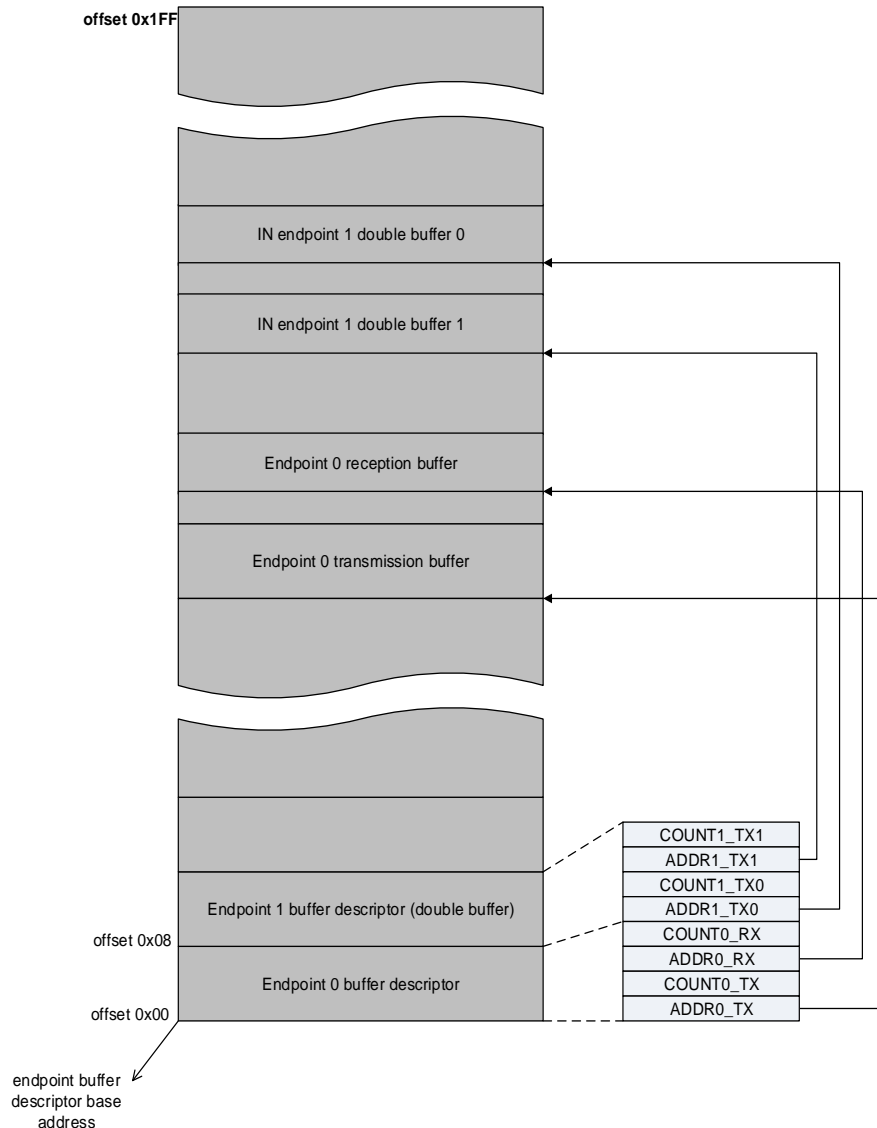 offset 0x1FF
IN endpoint 1 double buffer 0
IN endpoint 1 double buffer 1
Endpoint 0 reception buffer
Endpoint 0 transmission buffer
COUNT1_TX1
ADDR1_TX1
COUNT1_TX0
Endpoint 1 buffer descriptor (double buffer)
ADDR1_TX0
COUNT0_RX
offset 0x08
ADDR0_RX
Endpoint 0 buffer descriptor
COUNT0_TX
ADDR0_TX
offset 0x00
endpoint buffer
descriptor base
address